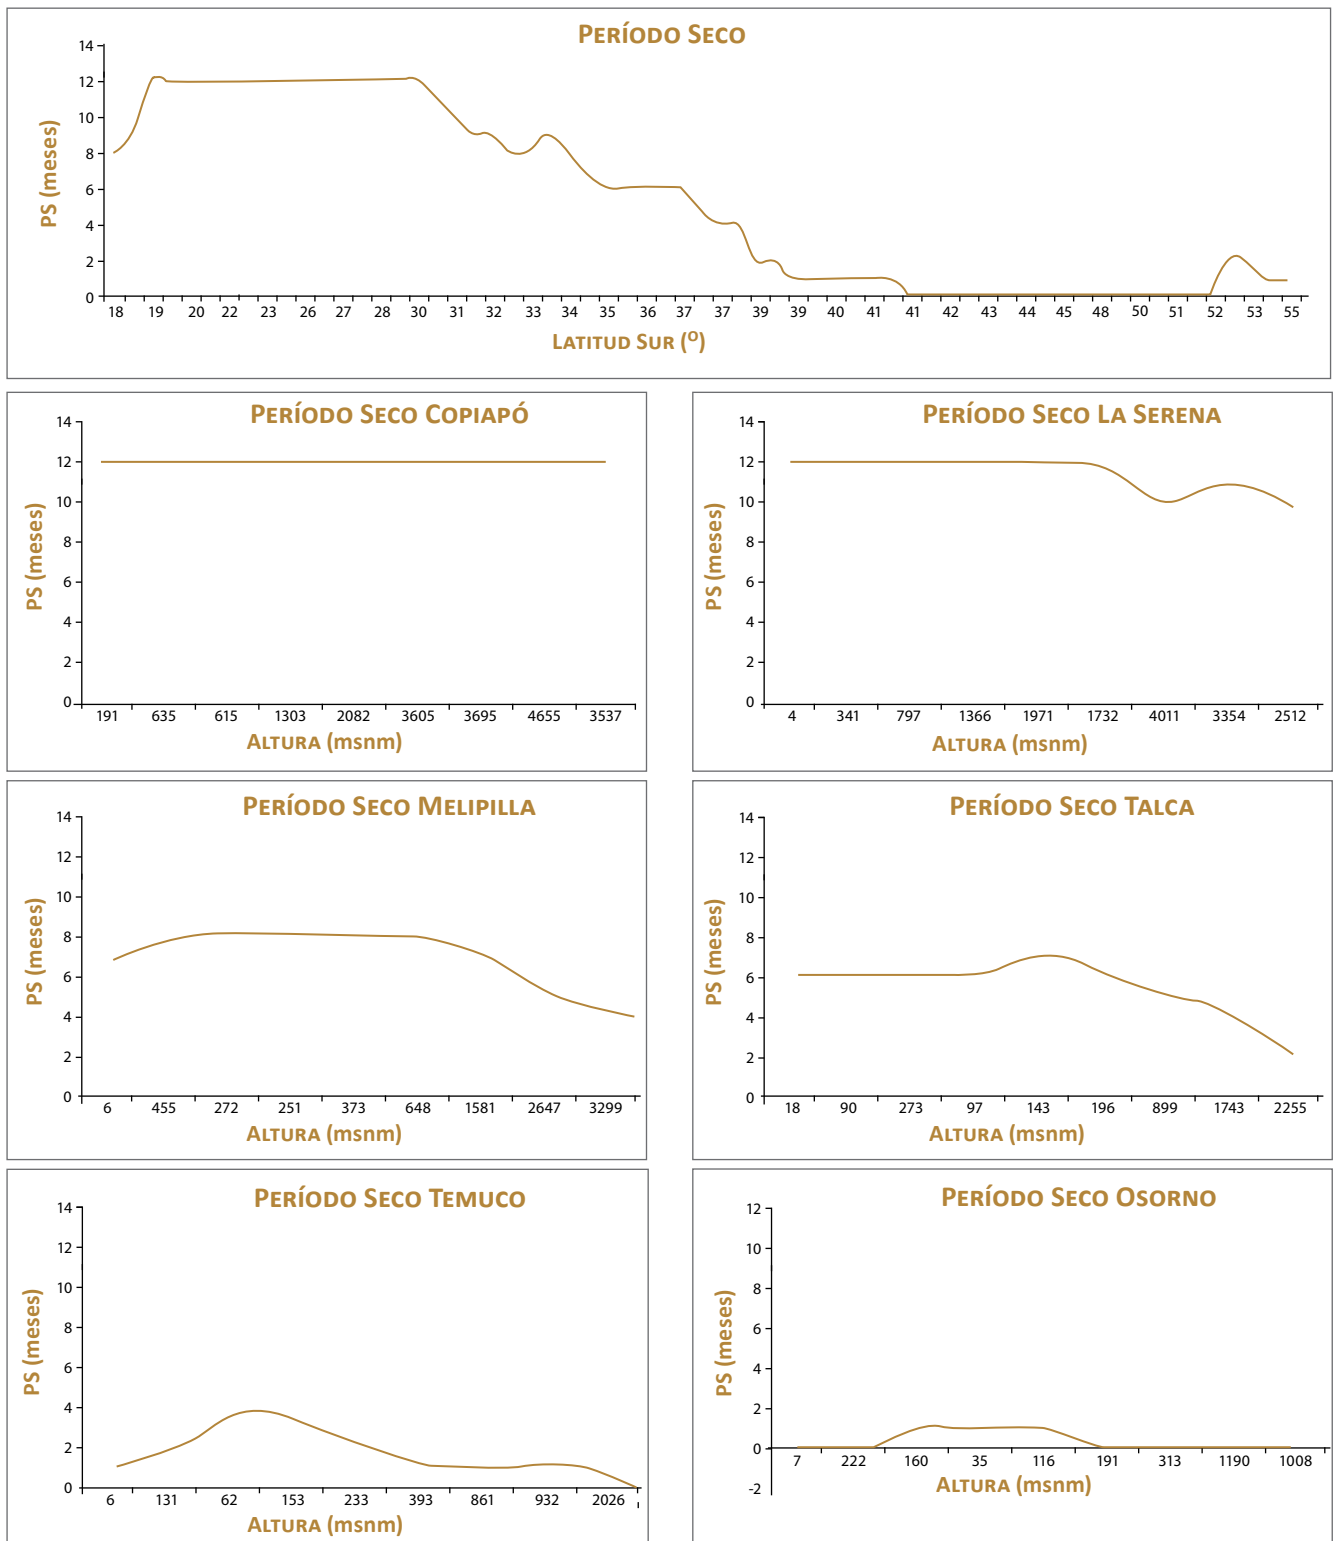 PERÍODO SECO
14
12
10
8
6
4
2
0
PS (meses)
18 19 20 22 23 26 27 28 30 31 32 33 34 35 36 37 37 39 39 40 41 41 42 43 44 45 48 50 51 52 53 55
LATITUD SUR (º)
PERÍODO SECO COPIAPÓ
14
12
10
8
6
4
2
0
PS (meses)
191 635 615 1303 2082 3605 3695 4655 3537
ALTURA (msnm)
PERÍODO SECO LA SERENA
14
12
10
8
6
4
2
0
PS (meses)
4 341 797 1366 1971 1732 4011 3354 2512
ALTURA (msnm)
PERÍODO SECO MELIPILLA
14
12
10
8
6
4
2
0
PS (meses)
6 455 272 251 373 648 1581 2647 3299
ALTURA (msnm)
PERÍODO SECO TALCA
14
12
10
8
6
4
2
0
PS (meses)
18 90 273 97 143 196 899 1743 2255
ALTURA (msnm)
PERÍODO SECO TEMUCO
14
12
10
8
6
4
2
0
PS (meses)
6 131 62 153 233 393 861 932 2026
ALTURA (msnm)
PERÍODO SECO OSORNO
12
10
8
6
4
2
0
-2
PS (meses)
7 222 160 35 116 191 313 1190 1008
ALTURA (msnm)